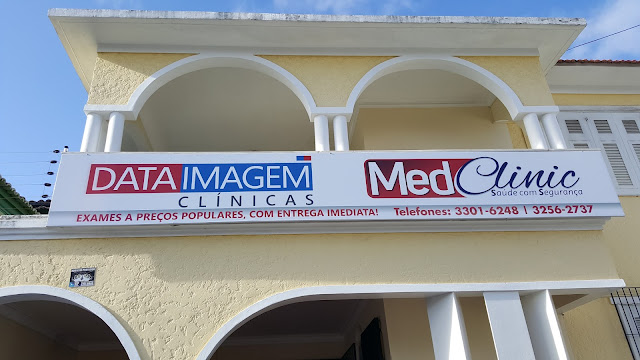 DATA IMAGEM
CLÍNICAS
EXAMES A PREÇOS POPULARES, COM ENTREGA IMEDIATA!
MedClinic
Saúde com Segurança
Telefones: 3301-6248 | 3256-2737